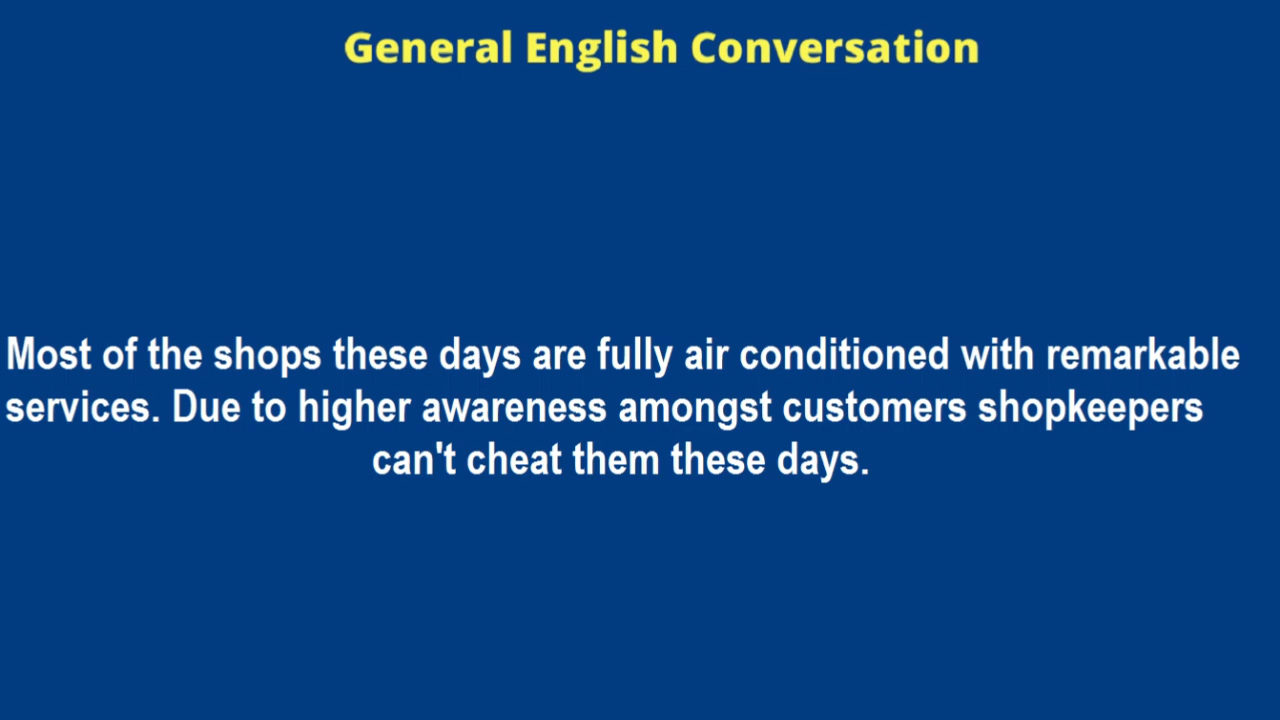 General English Conversation
Most of the shops these days are fully air conditioned with remarkable
services. Due to higher awareness amongst customers shopkeepers
can't cheat them these days.